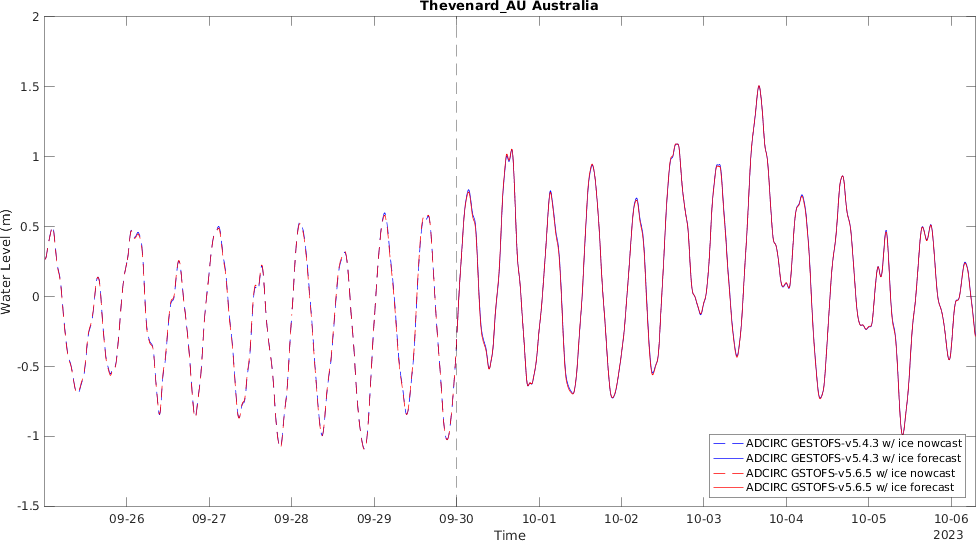 Thevenard_AU Australia
2
1.5
1
0.5
0
-0.5
-1
-1.5
Water Level (m)
ADCIRC GESTOFS-v5.4.3 w/ ice nowcast
ADCIRC GESTOFS-v5.4.3 w/ ice forecast
ADCIRC GSTOFS-v5.6.5 w/ ice nowcast
ADCIRC GSTOFS-v5.6.5 w/ ice forecast
09-26 09-27 09-28 09-29 09-30 10-01 10-02 10-03 10-04 10-05 10-06
Time 2023